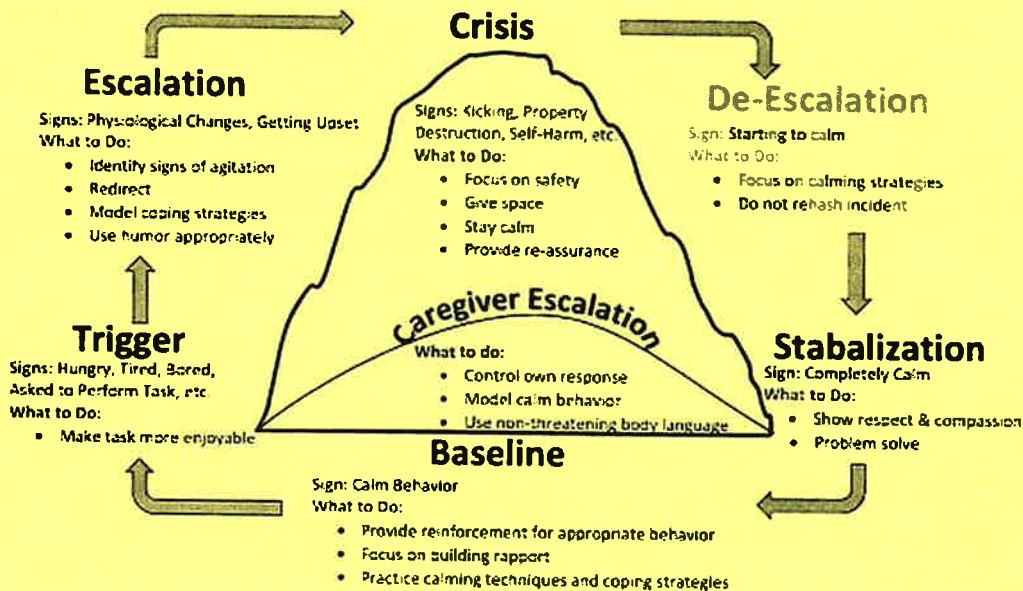 Crisis
Escalation
Signs: Physiological Changes, Getting Upset
What to Do:
• Identify signs of agitation
• Redirect
• Model coping strategies
• Use humor appropriately
Signs: Kicking, Property
Destruction, Self-Harm, etc.
What to Do:
• Focus on safety
• Give space
• Stay calm
• Provide re-assurance
De-Escalation
Sign: Starting to calm
What to Do:
• Focus on calming strategies
• Do not rehash incident
Trigger
Signs: Hungry, Tired, Bored,
Asked to Perform Task, etc.
What to Do:
• Make task more enjoyable
Caregiver Escalation
What to do:
• Control own response
• Model calm behavior
• Use non-threatening body language
Stabalization
Sign: Completely Calm
What to Do:
• Show respect & compassion
• Problem solve
Baseline
Sign: Calm Behavior
What to Do:
• Provide reinforcement for appropriate behavior
• Focus on building rapport
• Practice calming techniques and coping strategies